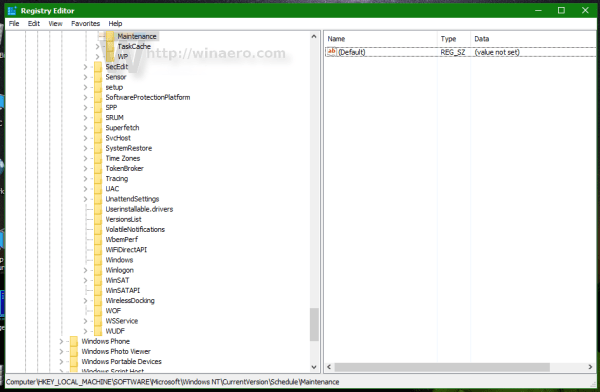 Registry Editor
File Edit View Favorites Help
Maintenance
TaskCache
WP
SecEdit
Sensor
setup
SoftwareProtectionPlatform
SPP
SRUM
Superfetch
SvcHost
SystemRestore
Time Zones
TokenBroker
Tracing
UAC
UnattendSettings
Userinstallable.drivers
VersionsList
VolatileNotifications
WbemPerf
WiFiDirectAPI
Windows
Winlogon
WinSAT
WinSATAPI
WirelessDocking
WOF
WSService
WUDF
Windows Phone
Windows Photo Viewer
Windows Portable Devices
Windows Script Host
Name Type Data
ab (Default) REG_SZ (value not set)
http://winaero.com
Computer\HKEY_LOCAL_MACHINE\SOFTWARE\Microsoft\Windows NT\CurrentVersion\Schedule\Maintenance